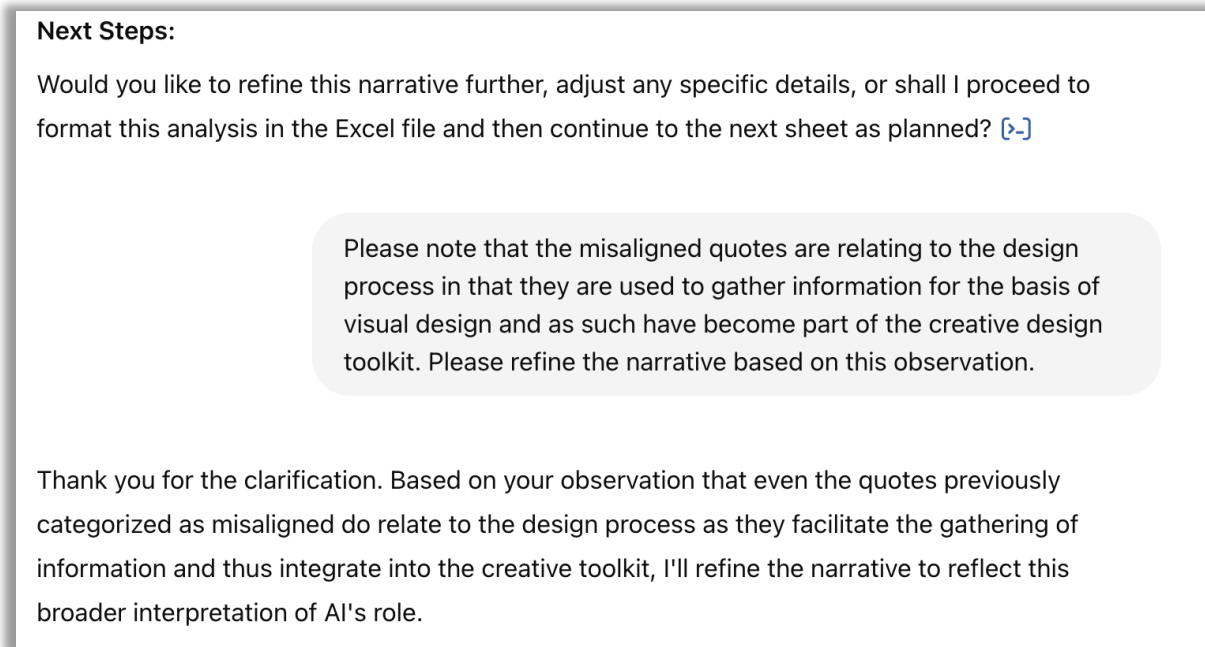 Next Steps:
Would you like to refine this narrative further, adjust any specific details, or shall I proceed to
format this analysis in the Excel file and then continue to the next sheet as planned? [>-]
Please note that the misaligned quotes are relating to the design
process in that they are used to gather information for the basis of
visual design and as such have become part of the creative design
toolkit. Please refine the narrative based on this observation.
Thank you for the clarification. Based on your observation that even the quotes previously
categorized as misaligned do relate to the design process as they facilitate the gathering of
information and thus integrate into the creative toolkit, I'll refine the narrative to reflect this
broader interpretation of AI's role.